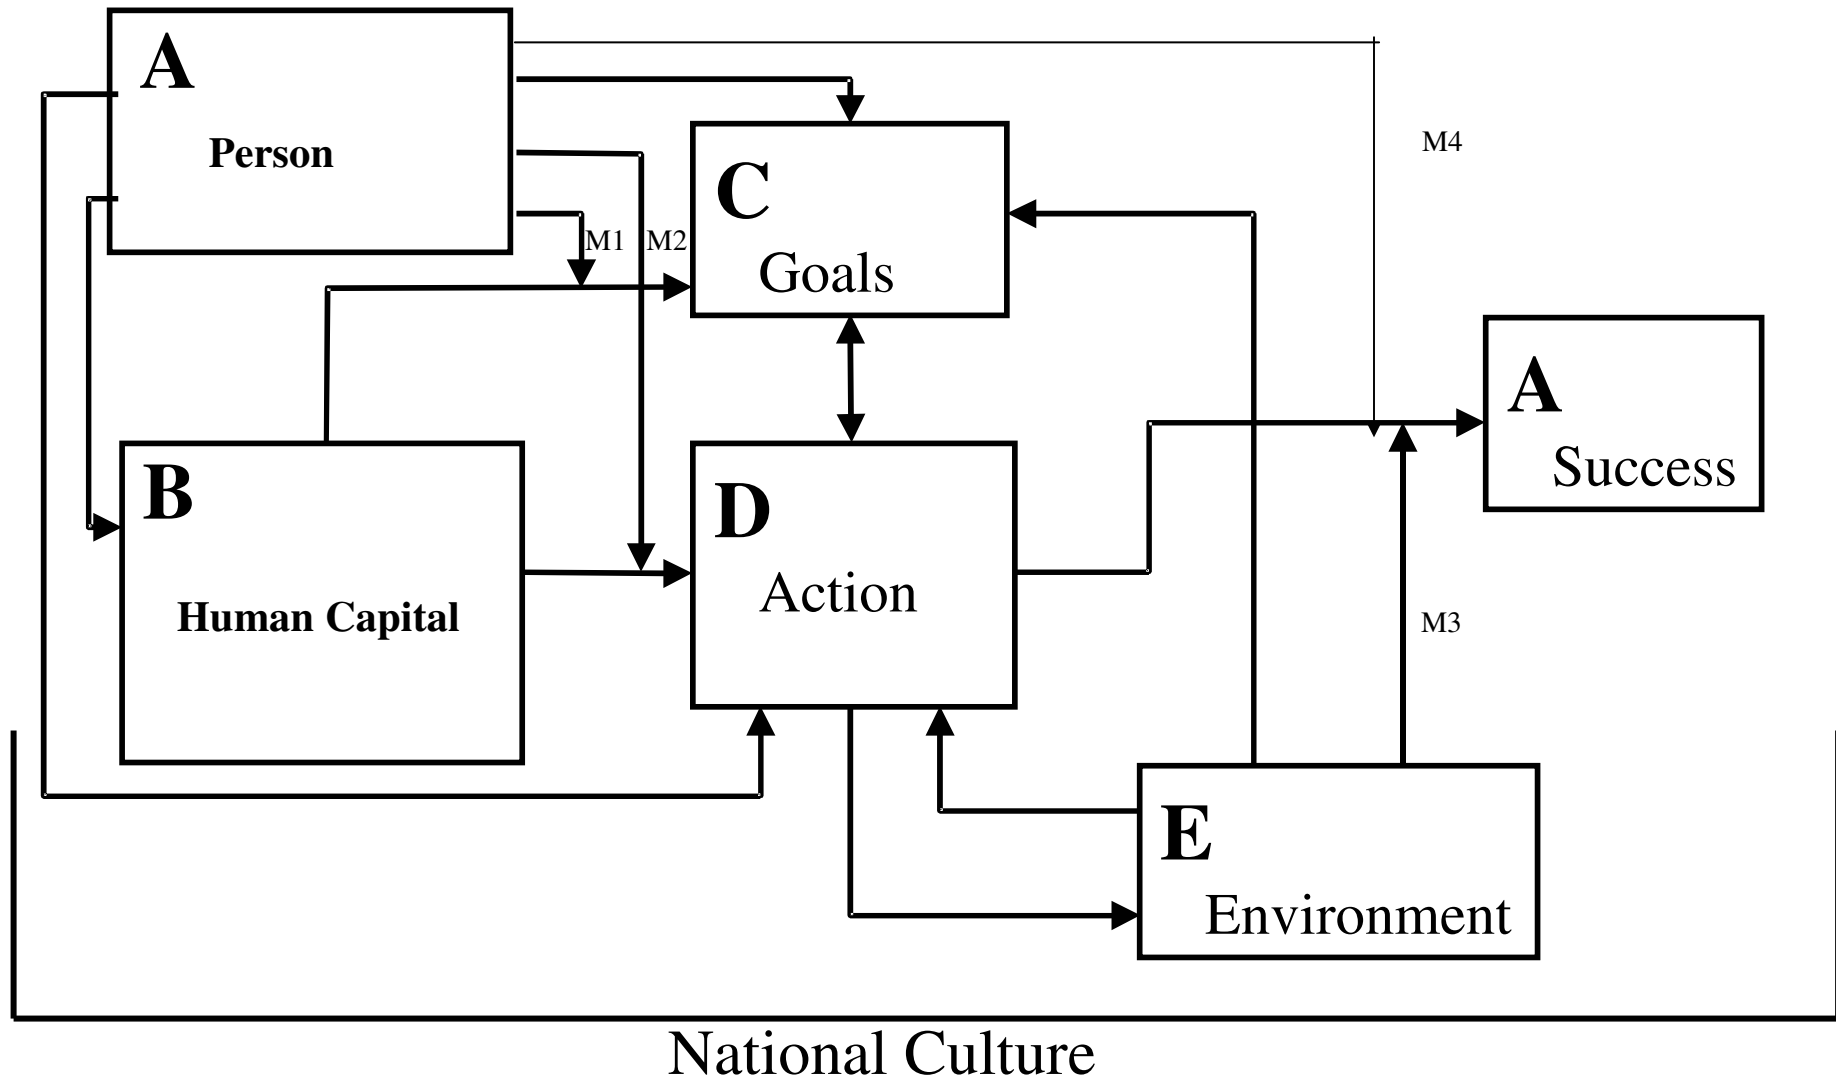 A
Person
M4
C
M1
M2
Goals
A
Success
B
D
Action
Human Capital
M3
E
Environment
National Culture